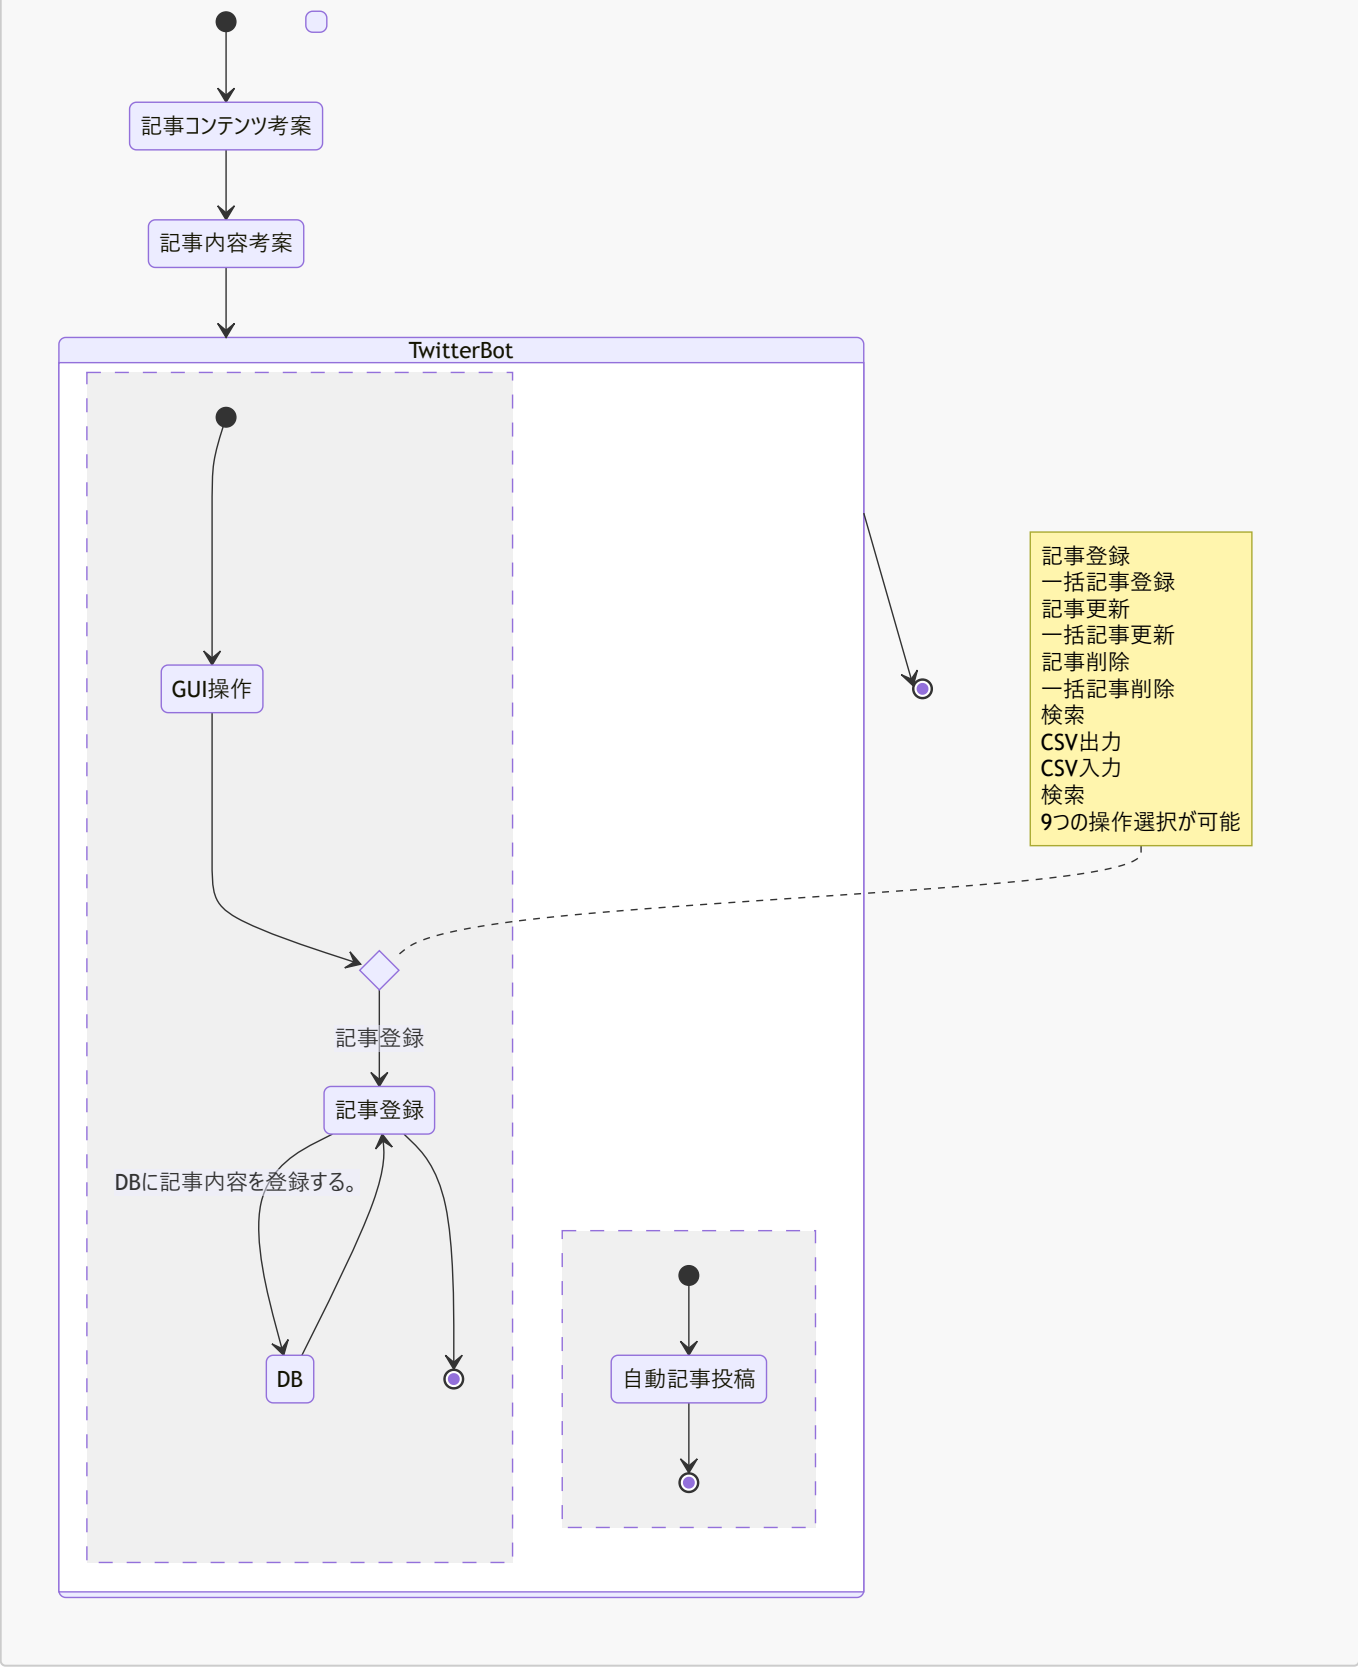 記事コンテンツ考案
記事内容考案
TwitterBot
GUI操作
記事登録
一括記事登録
記事更新
一括記事更新
記事削除
一括記事削除
検索
CSV出力
CSV入力
検索
9つの操作選択が可能
記事登録
記事登録
DBに記事内容を登録する。
DB
自動記事投稿